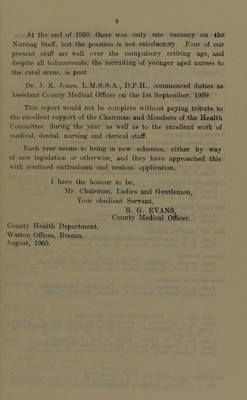 3
At the end of 1959 there was only one vacancy on the
Nursing Staff, but the position is not satisfactory. Four of our
present staff are well over the compulsory retiring age, and
despite all inducements, the recruiting of younger aged nurses to
the rural areas, is poor.
Dr. J. K. Jones, L.M.S.S.A., D.P.H., commenced duties as
Assistant County Medical Officer on the 1st September, 1959.
This report would not be complete without paying tribute to
the excellent support of the Chairman and Members of the Health
Committee during the year, as well as to the excellent work of
medical, dental, nursing and clerical staff.
Each year seems to bring in new schemes, either by way
of new legislation or otherwise, and they have approached this
with continued enthusiasm and zealous application.
I have the honour to be,
Mr. Chairman, Ladies and Gentlemen,
Your obedient Servant,
R. G. EVANS,
County Medical Officer.
County Health Department,
Watton Offices, Brecon.
August, 1960.